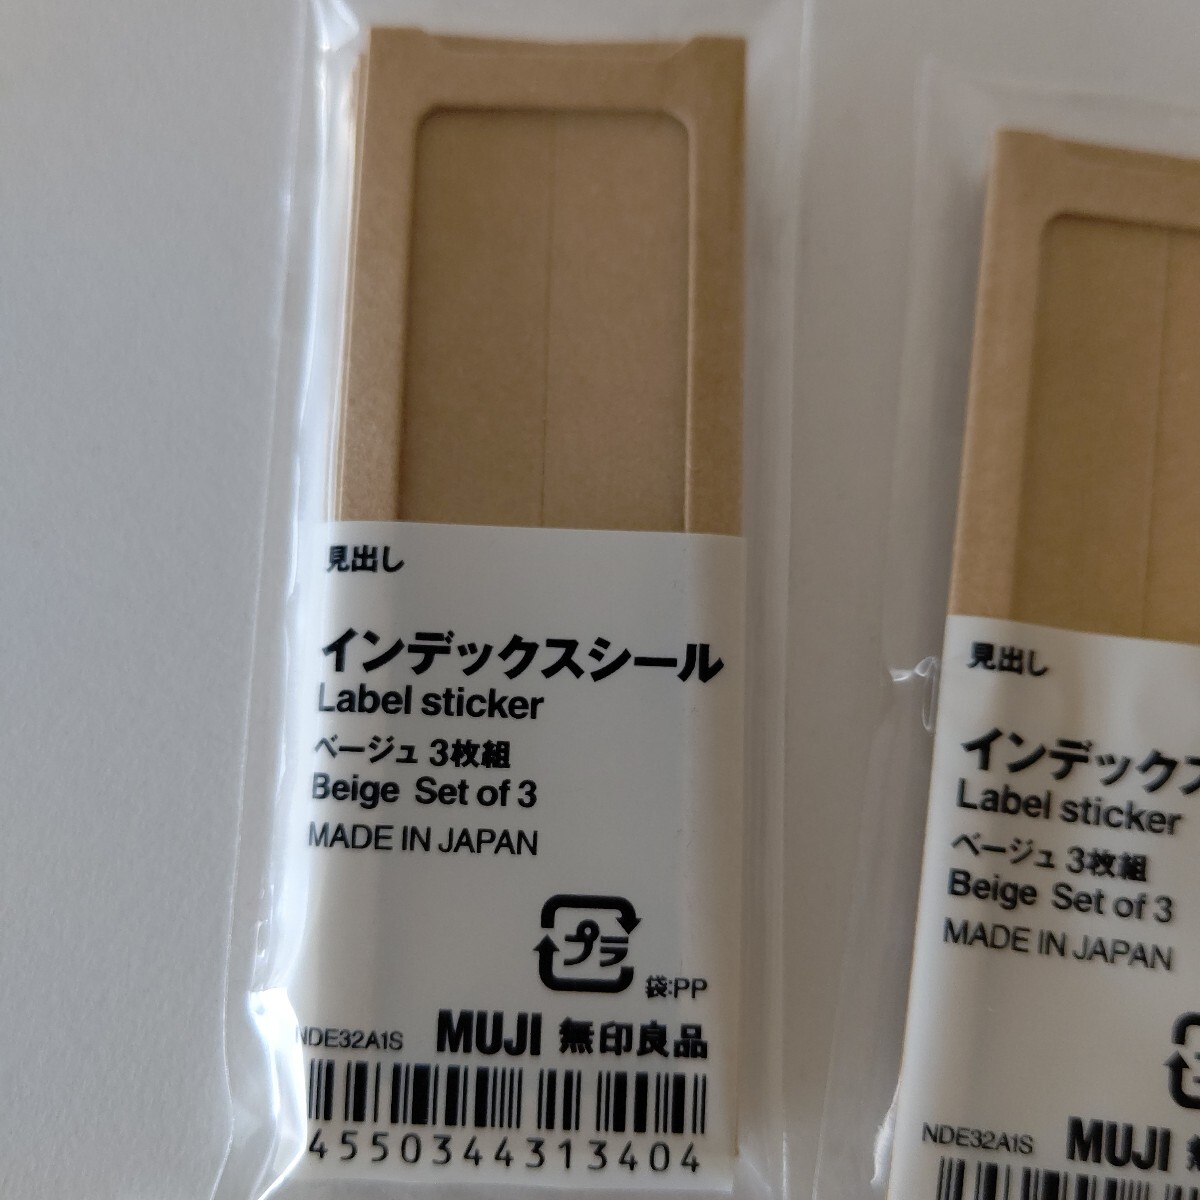 見出し
インデックスシール
Label sticker
ベージュ 3枚組
Beige Set of 3
MADE IN JAPAN
プラ
袋:PP
NDE32A1S MUJI 無印良品
4550344313404
見出し
インデックス
Label sticker
ベージュ 3枚組
Beige Set of 3
MADE IN JAPAN
NDE32A1S MUJI 無